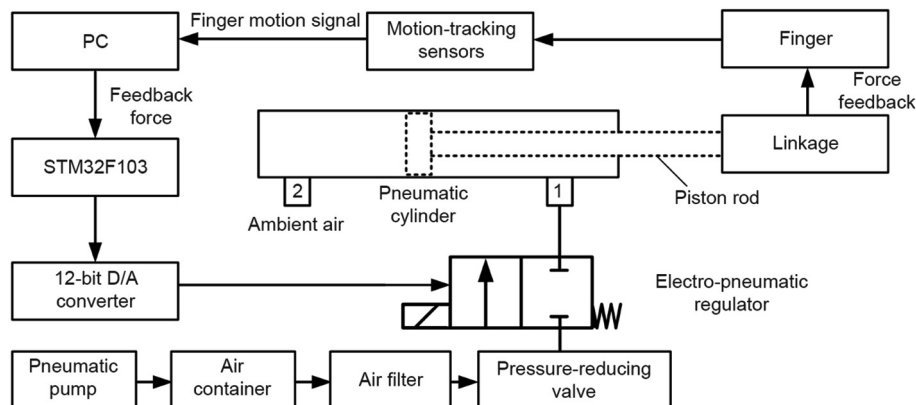 PC
Finger motion signal
Motion-tracking
sensors
Finger
Feedback
force
Force
feedback
STM32F103
Linkage
2
Ambient air
Pneumatic
cylinder
1
Piston rod
12-bit D/A
converter
Electro-pneumatic
regulator
Pneumatic
pump
Air
container
Air filter
Pressure-reducing
valve